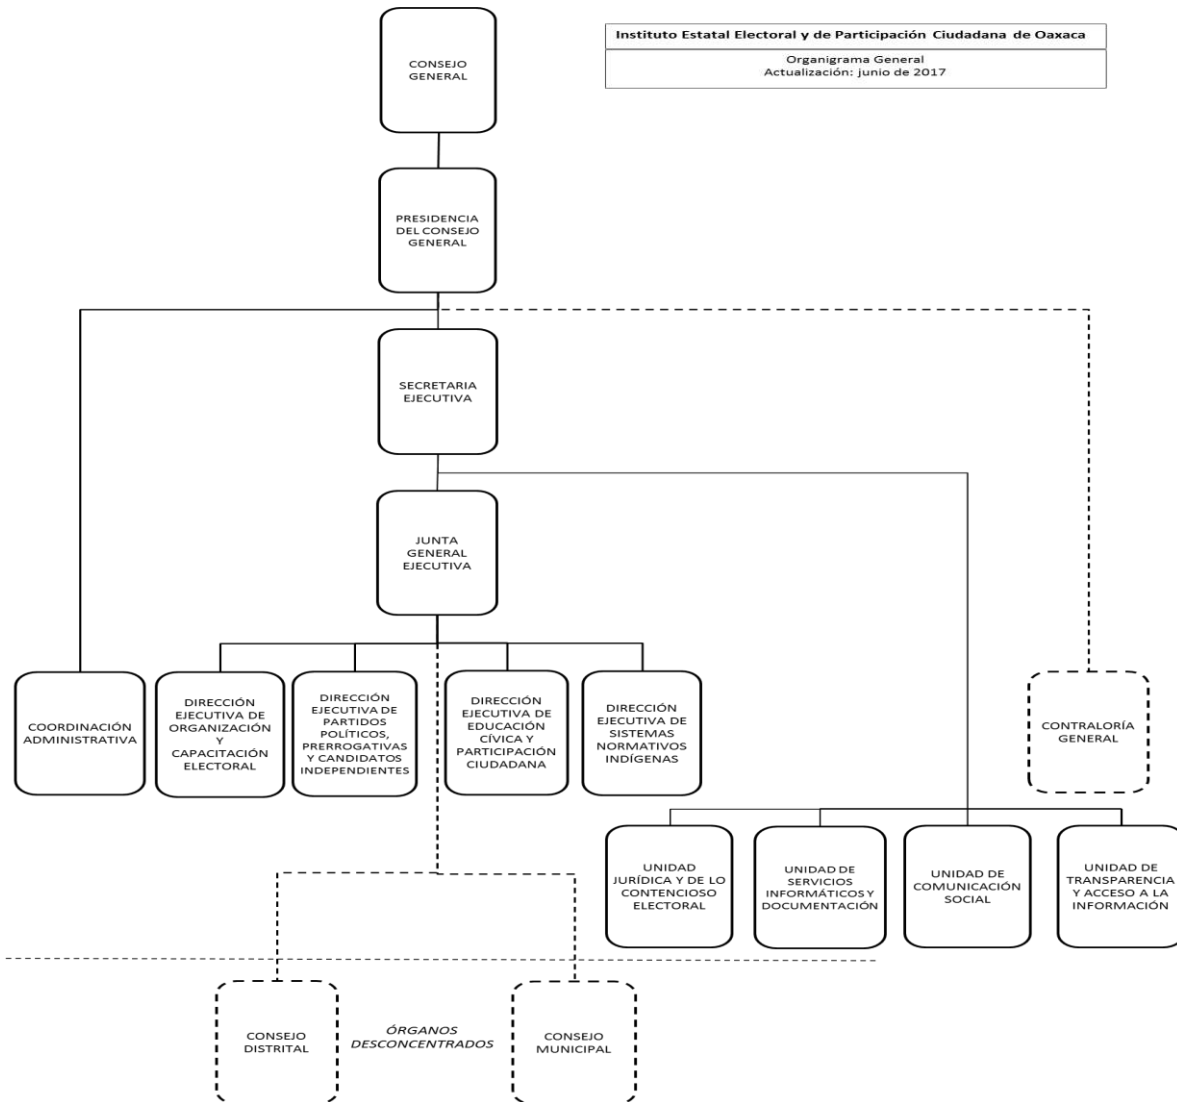 Instituto Estatal Electoral y de Participación Ciudadana de Oaxaca
Organigrama General
Actualización: junio de 2017
CONSEJO
GENERAL
PRESIDENCIA
DEL CONSEJO
GENERAL
SECRETARIA
EJECUTIVA
JUNTA
GENERAL
EJECUTIVA
COORDINACIÓN
ADMINISTRATIVA
DIRECCIÓN
EJECUTIVA DE
ORGANIZACIÓN
Y
CAPACITACIÓN
ELECTORAL
DIRECCIÓN
EJECUTIVA DE
PARTIDOS
POLÍTICOS,
PRERROGATIVAS
Y CANDIDATOS
INDEPENDIENTES
DIRECCIÓN
EJECUTIVA DE
EDUCACIÓN
CÍVICA Y
PARTICIPACIÓN
CIUDADANA
DIRECCIÓN
EJECUTIVA DE
SISTEMAS
NORMATIVOS
INDÍGENAS
CONTRALORÍA
GENERAL
UNIDAD
JURÍDICA Y DE LO
CONTENCIOSO
ELECTORAL
UNIDAD DE
SERVICIOS
INFORMÁTICOS Y
DOCUMENTACIÓN
UNIDAD DE
COMUNICACIÓN
SOCIAL
UNIDAD DE
TRANSPARENCIA
Y ACCESO A LA
INFORMACIÓN
CONSEJO
DISTRITAL
ÓRGANOS
DESCONCENTRADOS
CONSEJO
MUNICIPAL